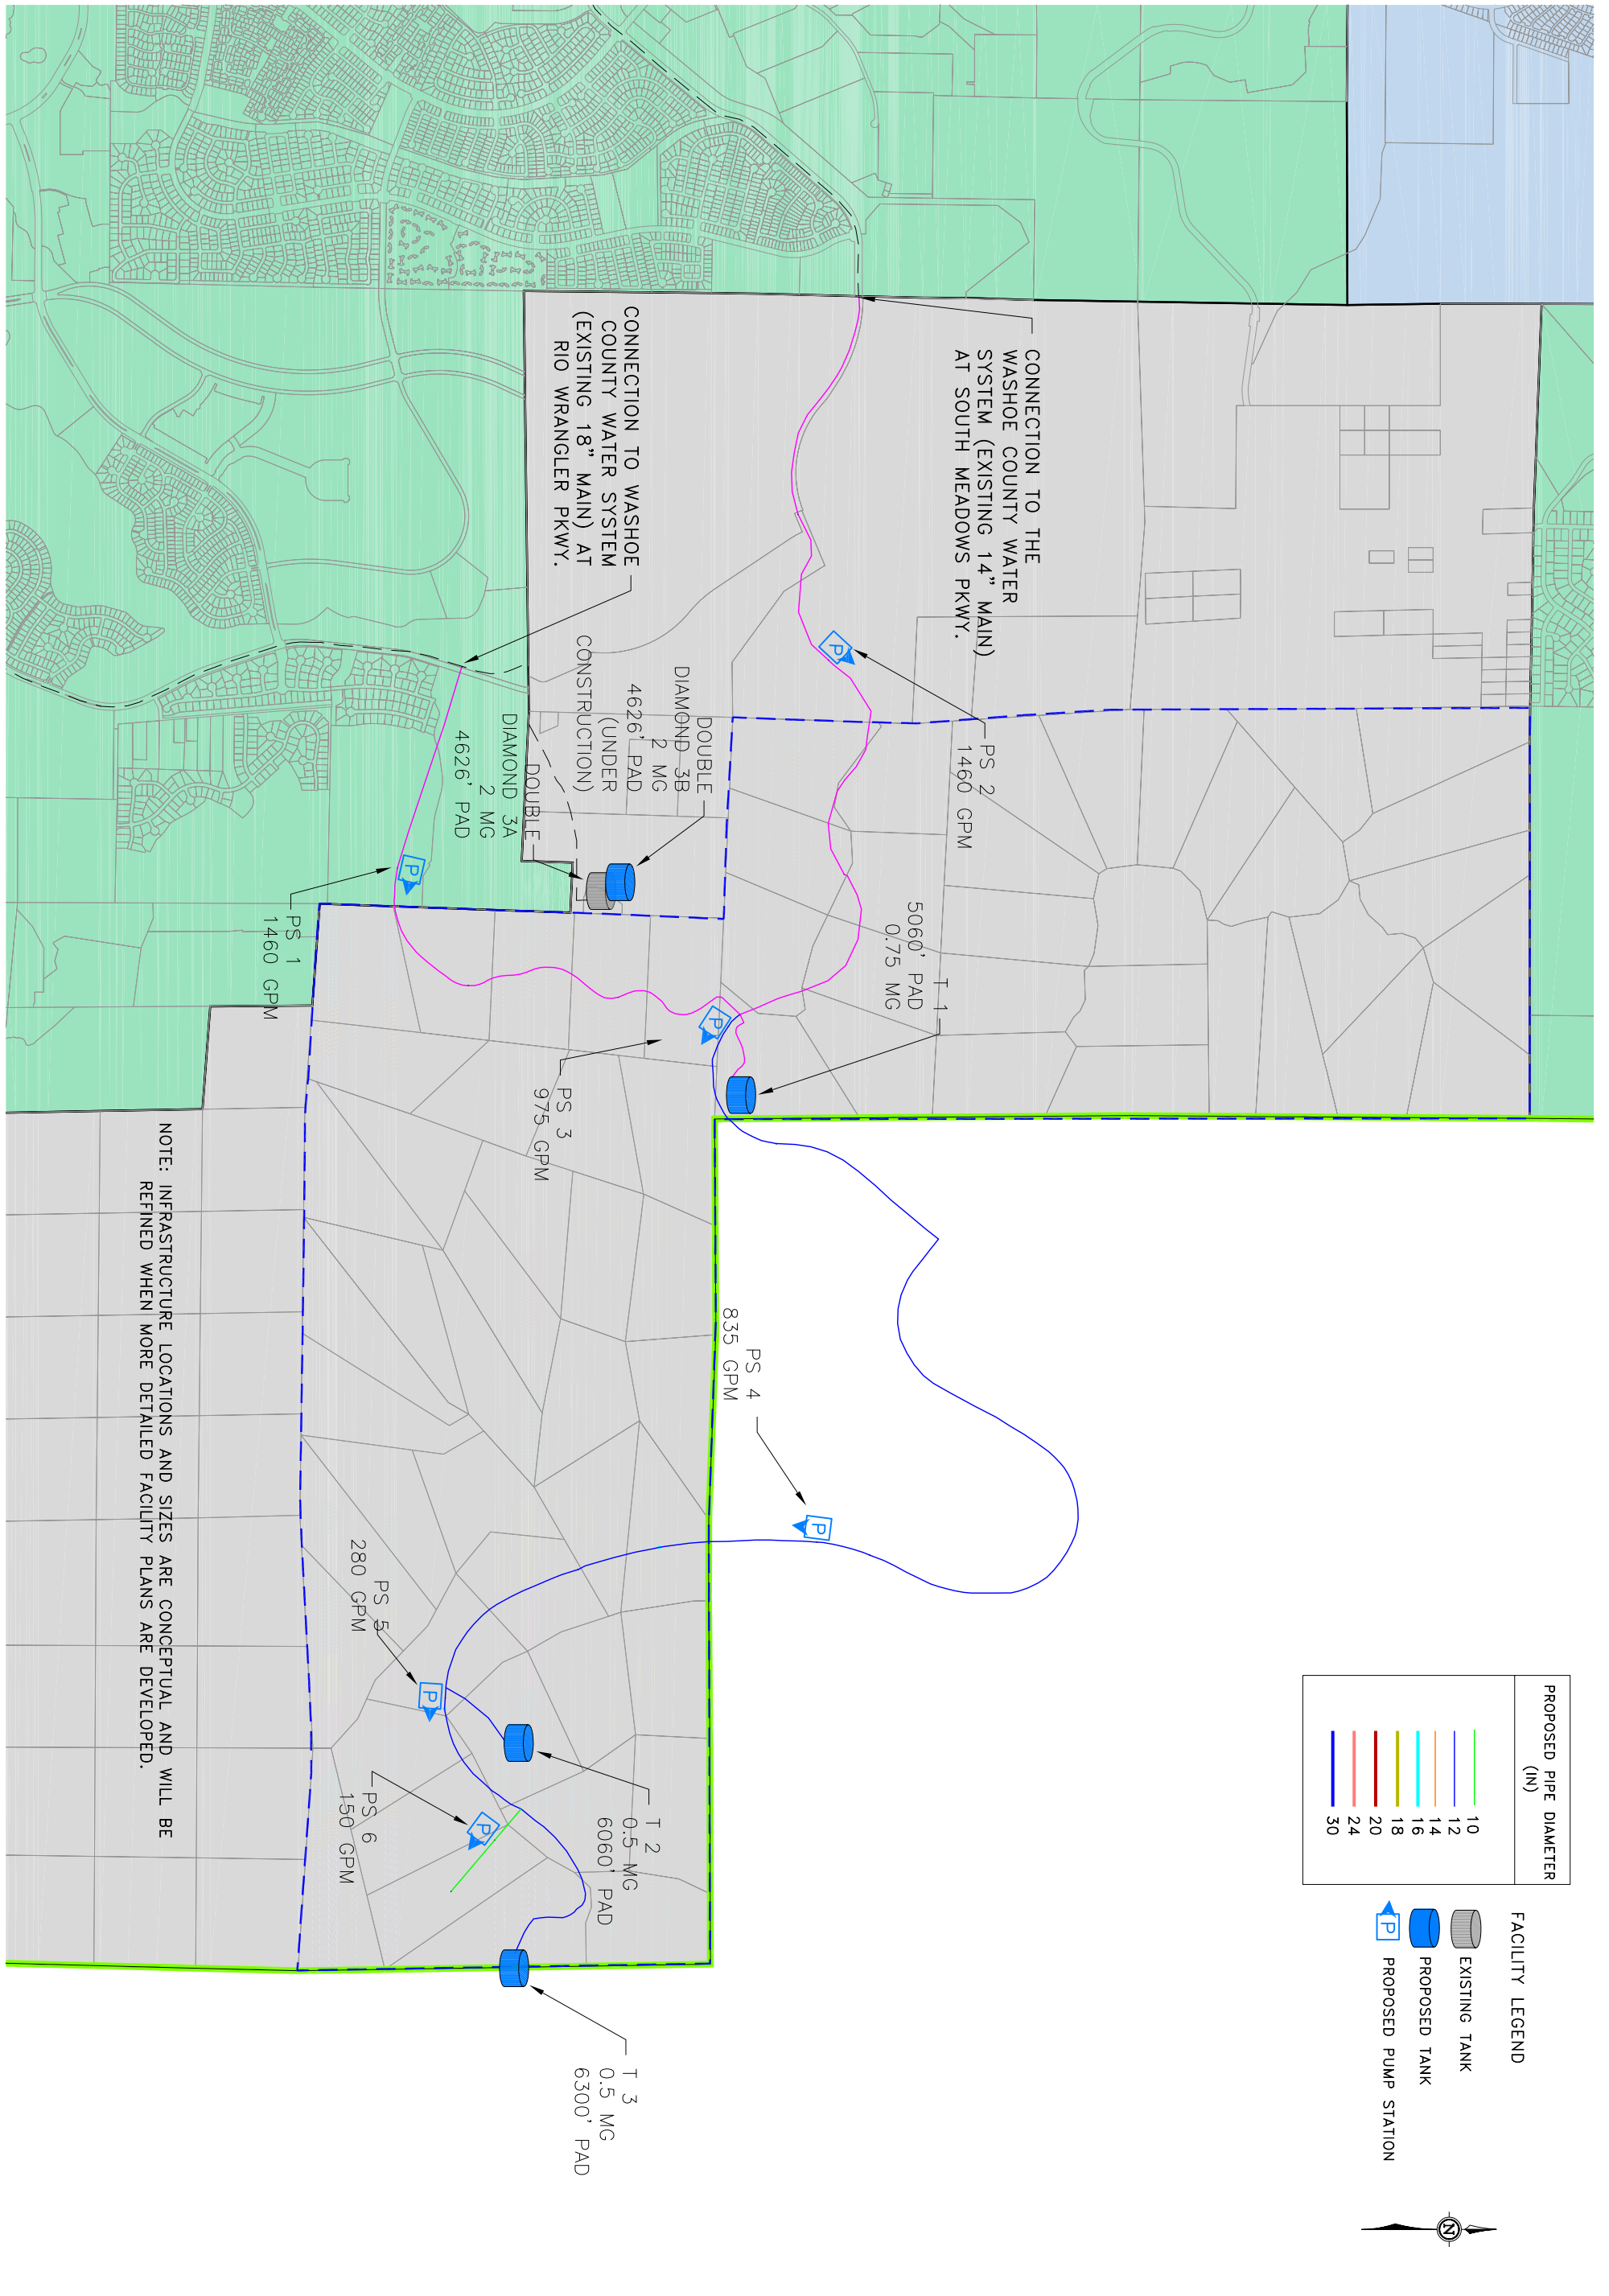 CONNECTION TO THE
WASHOE COUNTY WATER
SYSTEM (EXISTING 14" MAIN)
AT SOUTH MEADOWS PKWY.
CONNECTION TO WASHOE
COUNTY WATER SYSTEM
(EXISTING 18" MAIN) AT
RIO WRANGLER PKWY.
PS 2
1460 GPM
DOUBLE
DIAMOND 3B
2 MG
4626' PAD
(UNDER
CONSTRUCTION)
DOUBLE
DIAMOND 3A
2 MG
4626' PAD
PS 1
1460 GPM
T 1
5060' PAD
0.75 MG
PS 3
975 GPM
PS 4
835 GPM
PS 5
280 GPM
PS 6
150 GPM
T 2
0.5 MG
6060' PAD
T 3
0.5 MG
6300' PAD
P
P
P
P
P
P
NOTE: INFRASTRUCTURE LOCATIONS AND SIZES ARE CONCEPTUAL AND WILL BE
REFINED WHEN MORE DETAILED FACILITY PLANS ARE DEVELOPED.
PROPOSED PIPE DIAMETER
(IN)
10
12
14
16
18
20
24
30
FACILITY LEGEND
EXISTING TANK
PROPOSED TANK
P PROPOSED PUMP STATION
N